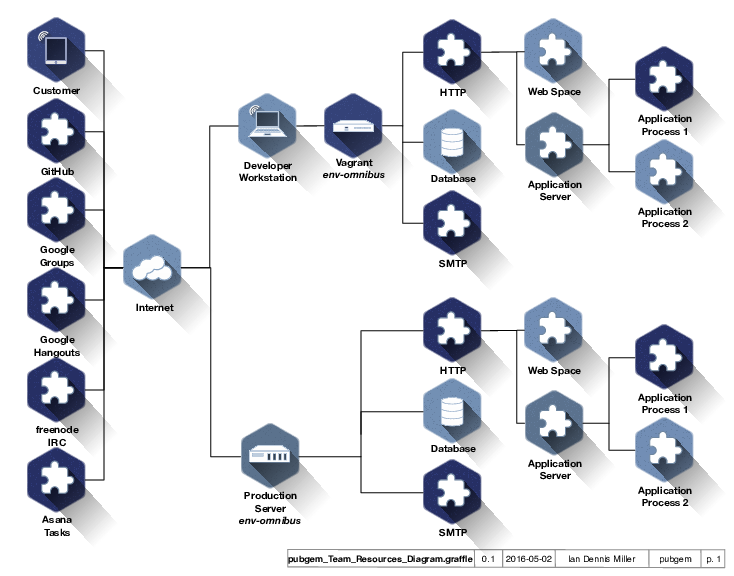 Customer
GitHub
Google
Groups
Google
Hangouts
freenode
IRC
Asana
Tasks
Internet
Developer
Workstation
Vagrant
env-omnibus
HTTP
Database
SMTP
Web Space
Application
Server
Application
Process 1
Application
Process 2
Production
Server
env-omnibus
HTTP
Database
SMTP
Web Space
Application
Server
Application
Process 1
Application
Process 2
pubgem_Team_Resources_Diagram.graffle 0.1 2016-05-02 Ian Dennis Miller pubgem p. 1